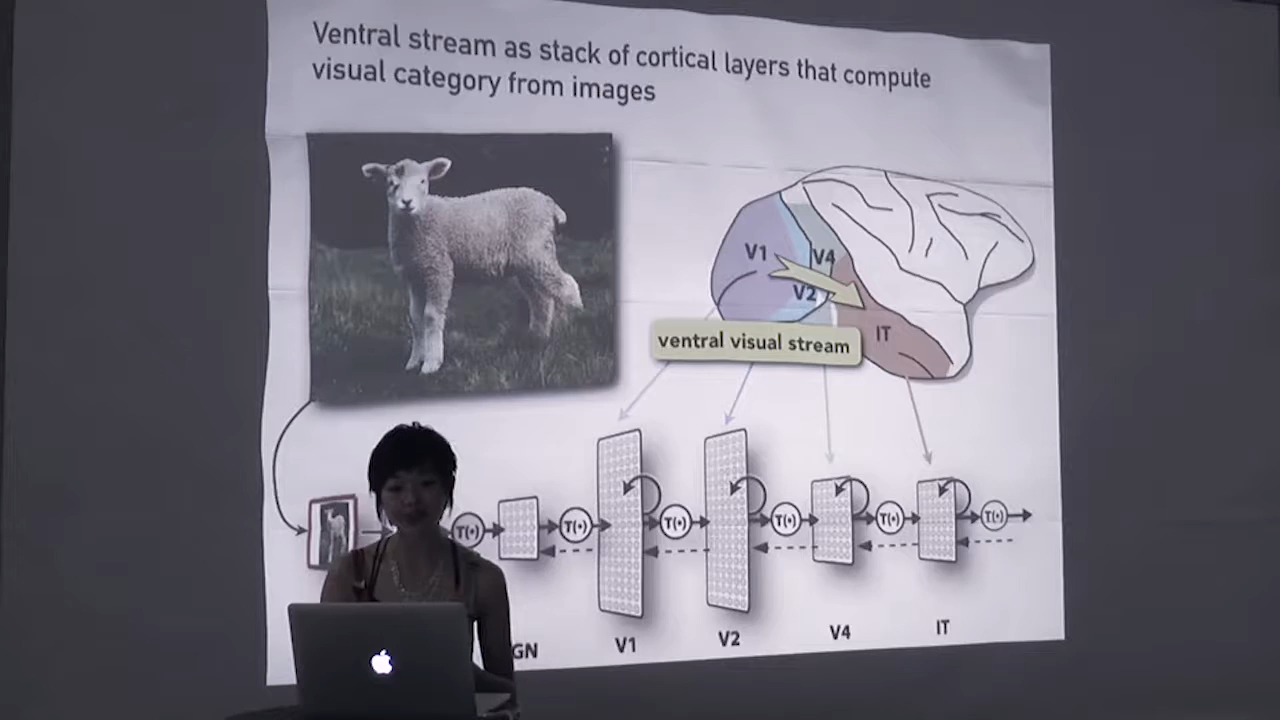 Ventral stream as stack of cortical layers that compute
visual category from images
V1
V4
V2
IT
ventral visual stream
T(•)
T(•)
T(•)
T(•)
T(•)
T(•)
GN
V1
V2
V4
IT